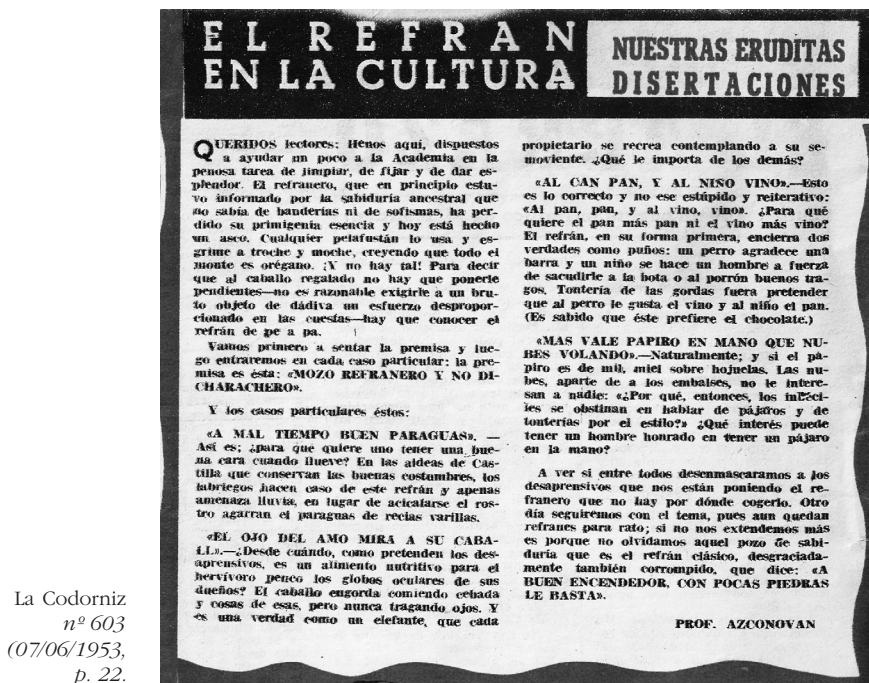 EL REFRAN
EN LA CULTURA
NUESTRAS ERUDITAS
DISERTACIONES
QUERIDOS lectores: Henos aquí, dispuestos
a ayudar un poco a la Academia en la
penosa tarea de limpiar, de fijar y de dar es-
plendor. El refranero, que en principio estu-
vo informado por la sabiduría ancestral que
no sabía de banderías ni de sofismas, ha per-
dido su primigenia esencia y hoy está hecho
un asco. Cualquier pelafustán lo usa y es-
grime a troche y moche, creyendo que todo el
monte es orégano. ¡Y no hay tal! Para decir
que al caballo regalado no hay que ponerle
pendientes—no es razonable exigirle a un bru-
to objeto de dádiva un esfuerzo despropor-
cionado en las cuestas—hay que conocer el
refrán de pe a pa.
Vamos primero a sentar la premisa y lue-
go entraremos en cada caso particular: la pre-
misa es ésta: «MOZO REFRANERO Y NO DI-
CHARACHERO».
Y los casos particulares éstos:
«A MAL TIEMPO BUEN PARAGUAS». —
Así es; ¿para qué quiere uno tener una bue-
na cara cuando llueve? En las aldeas de Cas-
tilla que conservan las buenas costumbres, los
labriegos hacen caso de este refrán y apenas
amenaza lluvia, en lugar de acicalarse el ros-
tro agarran el paraguas de recias varillas.
«EL OJO DEL AMO MIRA A SU CABA-
LL».—¿Desde cuándo, como pretenden los des-
aprensivos, es un alimento nutritivo para el
hervívoro penco los globos oculares de sus
dueños? El caballo engorda comiendo cebada
y cosas de esas, pero nunca tragando ojos. Y
es una verdad como un elefante, que cada
propietario se recrea contemplando a su se-
moviente. ¿Qué le importa de los demás?
«AL CAN PAN, Y AL NIÑO VINO».—Esto
es lo correcto y no ese estúpido y reiterativo:
«Al pan, pan, y al vino, vino». ¿Para qué
quiere el pan más pan ni el vino más vino?
El refrán, en su forma primera, encierra dos
verdades como puños: un perro agradece una
barra y un niño se hace un hombre a fuerza
de sacudirle a la bota o al porrón buenos tra-
gos. Tontería de las gordas fuera pretender
que al perro le gusta el vino y al niño el pan.
(Es sabido que éste prefiere el chocolate.)
«MAS VALE PAPIRO EN MANO QUE NU-
BES VOLANDO».—Naturalmente; y si el pá-
piro es de mil, miel sobre hojuelas. Las nu-
bes, aparte de a los embalses, no le intere-
san a nadie: «¿Por qué, entonces, los imbéci-
les se obstinan en hablar de pájaros y de
tonterías por el estilo?» ¿Qué interés puede
tener un hombre honrado en tener un pájaro
en la mano?
A ver si entre todos desenmascaramos a los
desaprensivos que nos están poniendo el re-
franero que no hay por dónde cogerlo. Otro
día seguiremos con el tema, pues aun quedan
refranes para rato; si no nos extendemos más
es porque no olvidamos aquel pozo de sabi-
duría que es el refrán clásico, desgraciada-
mente también corrompido, que dice: «A
BUEN ENCENDEDOR, CON POCAS PIEDRAS
LE BASTA».
PROF. AZCONOVAN
La Codorniz
nº 603
(07/06/1953,
p. 22.